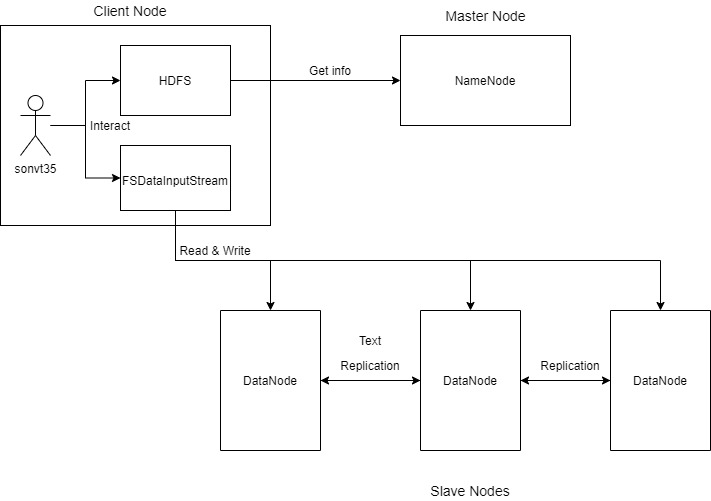 Client Node
Master Node
HDFS
Get info
NameNode
Interact
sonvt35
FSDataInputStream
Read & Write
Text
Replication
Replication
DataNode
DataNode
DataNode
Slave Nodes